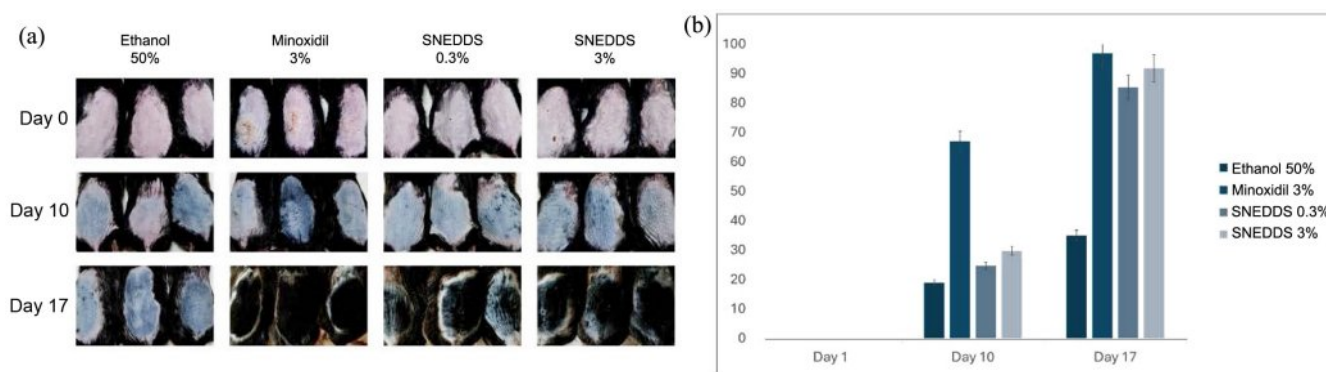 (a)
Ethanol
50%
Minoxidil
3%
SNEDDS
0.3%
SNEDDS
3%
Day 0
Day 10
Day 17
(b)
100
90
80
70
60
50
40
30
20
10
0
Day 1
Day 10
Day 17
Ethanol 50%
Minoxidil 3%
SNEDDS 0.3%
SNEDDS 3%